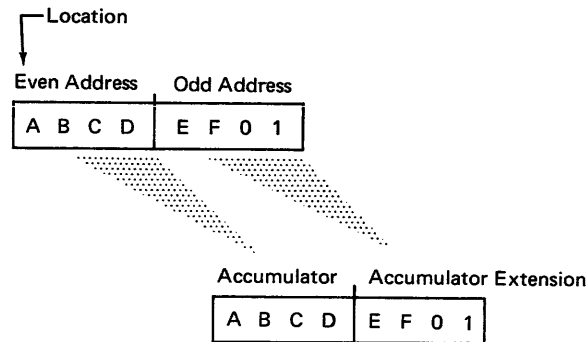 Location
Even Address Odd Address
A B C D E F 0 1
Accumulator Accumulator Extension
A B C D E F 0 1